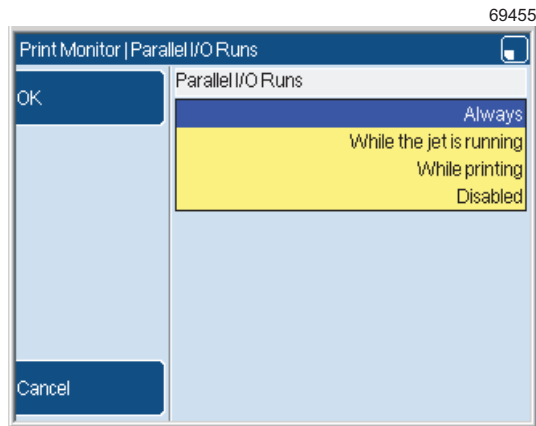 69455
Print Monitor | Parallel I/O Runs
OK
Parallel I/O Runs
Always
While the jet is running
While printing
Disabled
Cancel